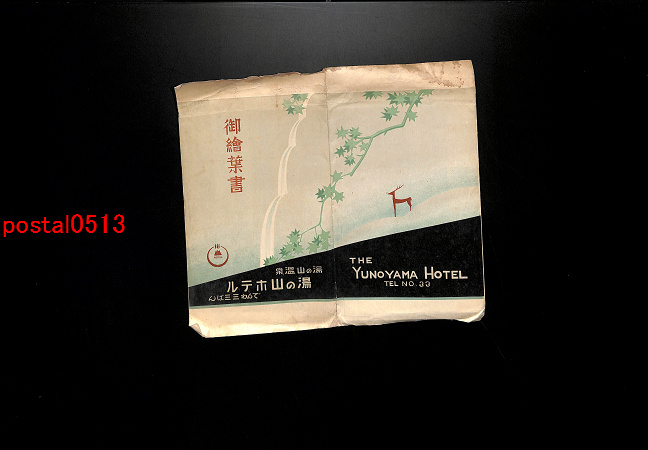 御繪葉書
泉溫山の湯
ルテホ山の湯
んば三三わんで
THE
YUNOYAMA HOTEL
TEL NO.33
postal0513